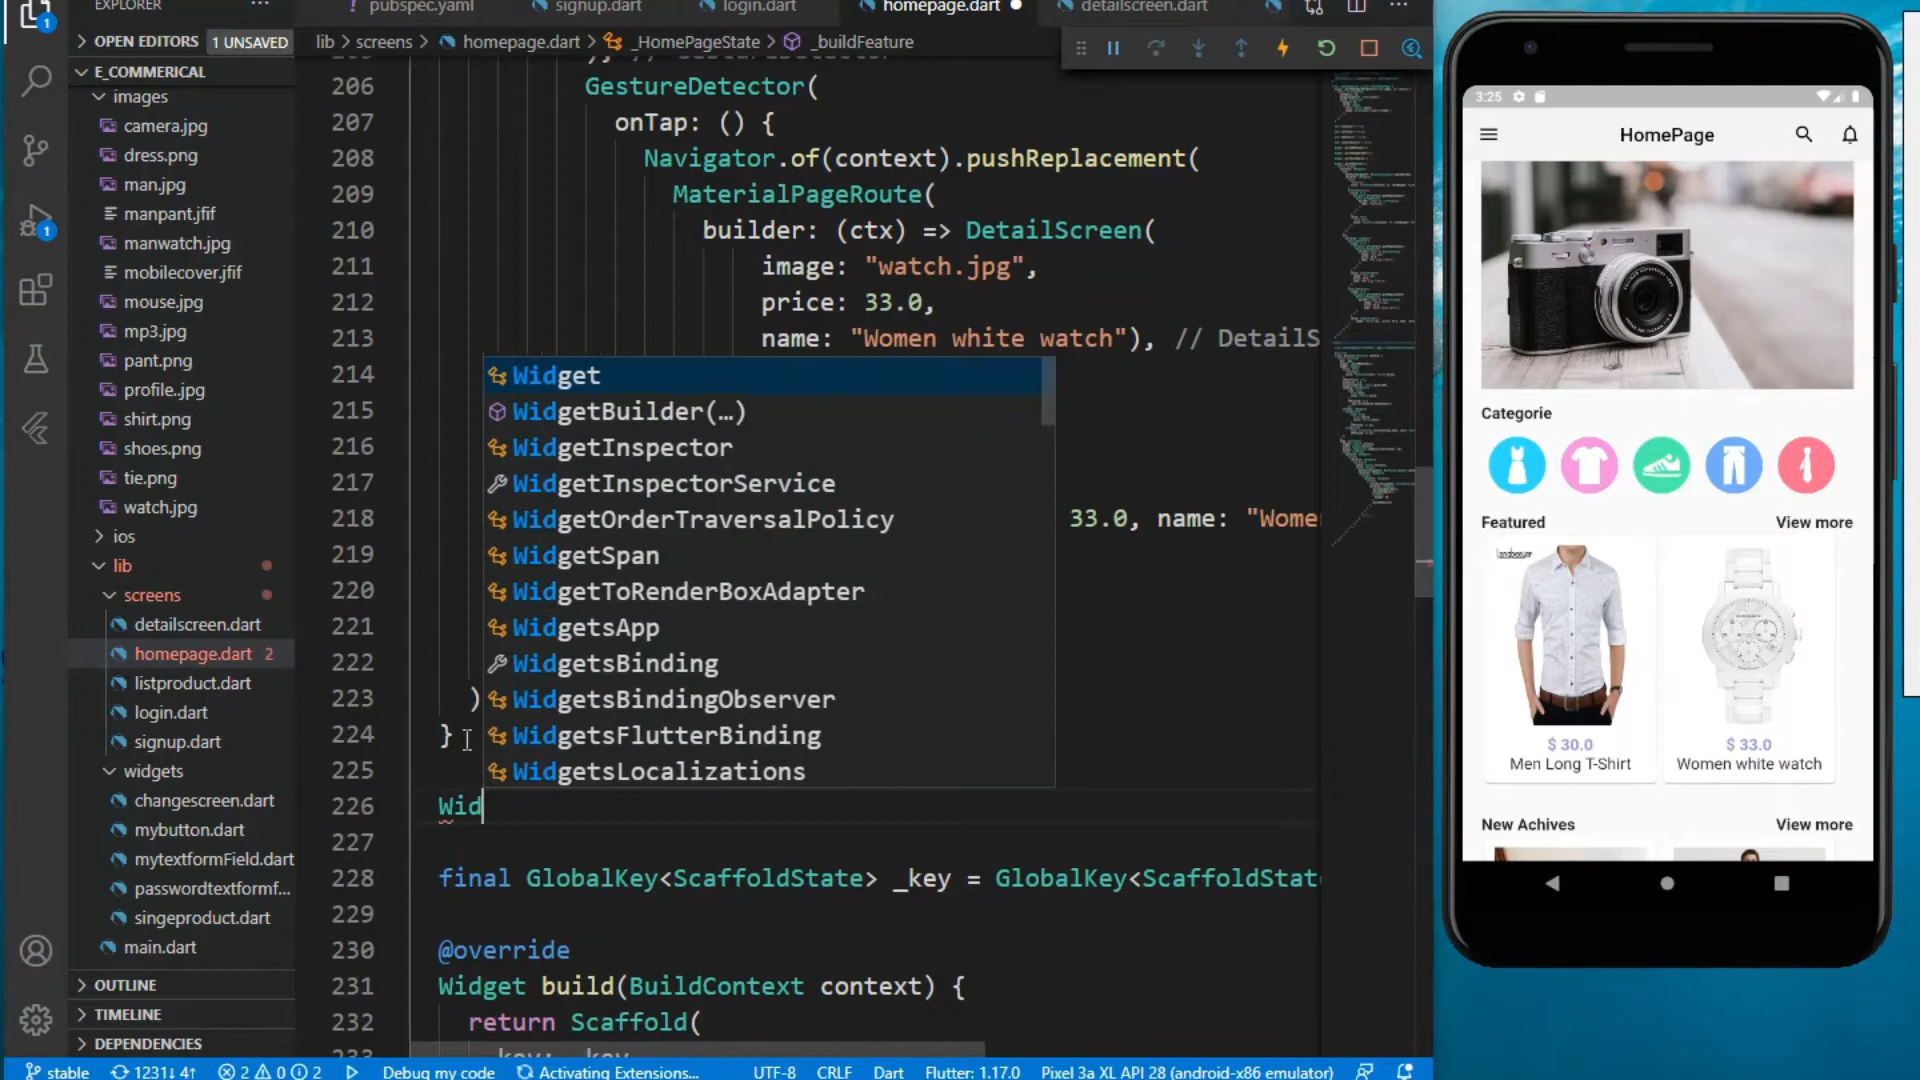 EXPLORER
pubspec.yaml
signup.dart
login.dart
homepage.dart
detailscreen.dart
OPEN EDITORS 1 UNSAVED
lib > screens > homepage.dart > _HomePageState > _buildFeature
E_COMMERICAL
images
camera.jpg
dress.png
man.jpg
manpant.jfif
manwatch.jpg
mobilecover.jfif
mouse.jpg
mp3.jpg
pant.png
profile..jpg
shirt.png
shoes.png
tie.png
watch.jpg
ios
lib
screens
detailscreen.dart
homepage.dart 2
listproduct.dart
login.dart
signup.dart
widgets
changescreen.dart
mybutton.dart
mytextformField.dart
passwordtextformf...
singeproduct.dart
main.dart
OUTLINE
TIMELINE
DEPENDENCIES
206 GestureDetector(
207 onTap: () {
208 Navigator.of(context).pushReplacement(
209 MaterialPageRoute(
210 builder: (ctx) => DetailScreen(
211 image: "watch.jpg",
212 price: 33.0,
213 name: "Women white watch"), // DetailS
214
215
216
217
218 33.0, name: "Wome
219
220
221
222
223 )
224 }
225
226 Wid
227
228 final GlobalKey<ScaffoldState> _key = GlobalKey<ScaffoldStat
229
230 @override
231 Widget build(BuildContext context) {
232 return Scaffold(
233 key: _key
Widget
WidgetBuilder(…)
WidgetInspector
WidgetInspectorService
WidgetOrderTraversalPolicy
WidgetSpan
WidgetToRenderBoxAdapter
WidgetsApp
WidgetsBinding
WidgetsBindingObserver
WidgetsFlutterBinding
WidgetsLocalizations
3:25
HomePage
Categorie
Featured View more
$ 30.0
Men Long T-Shirt
$ 33.0
Women white watch
New Achives View more
stable 1231↓ 4↑ 2 0 2 Debug my code Activating Extensions... UTF-8 CRLF Dart Flutter: 1.17.0 Pixel 3a XL API 28 (android-x86 emulator)